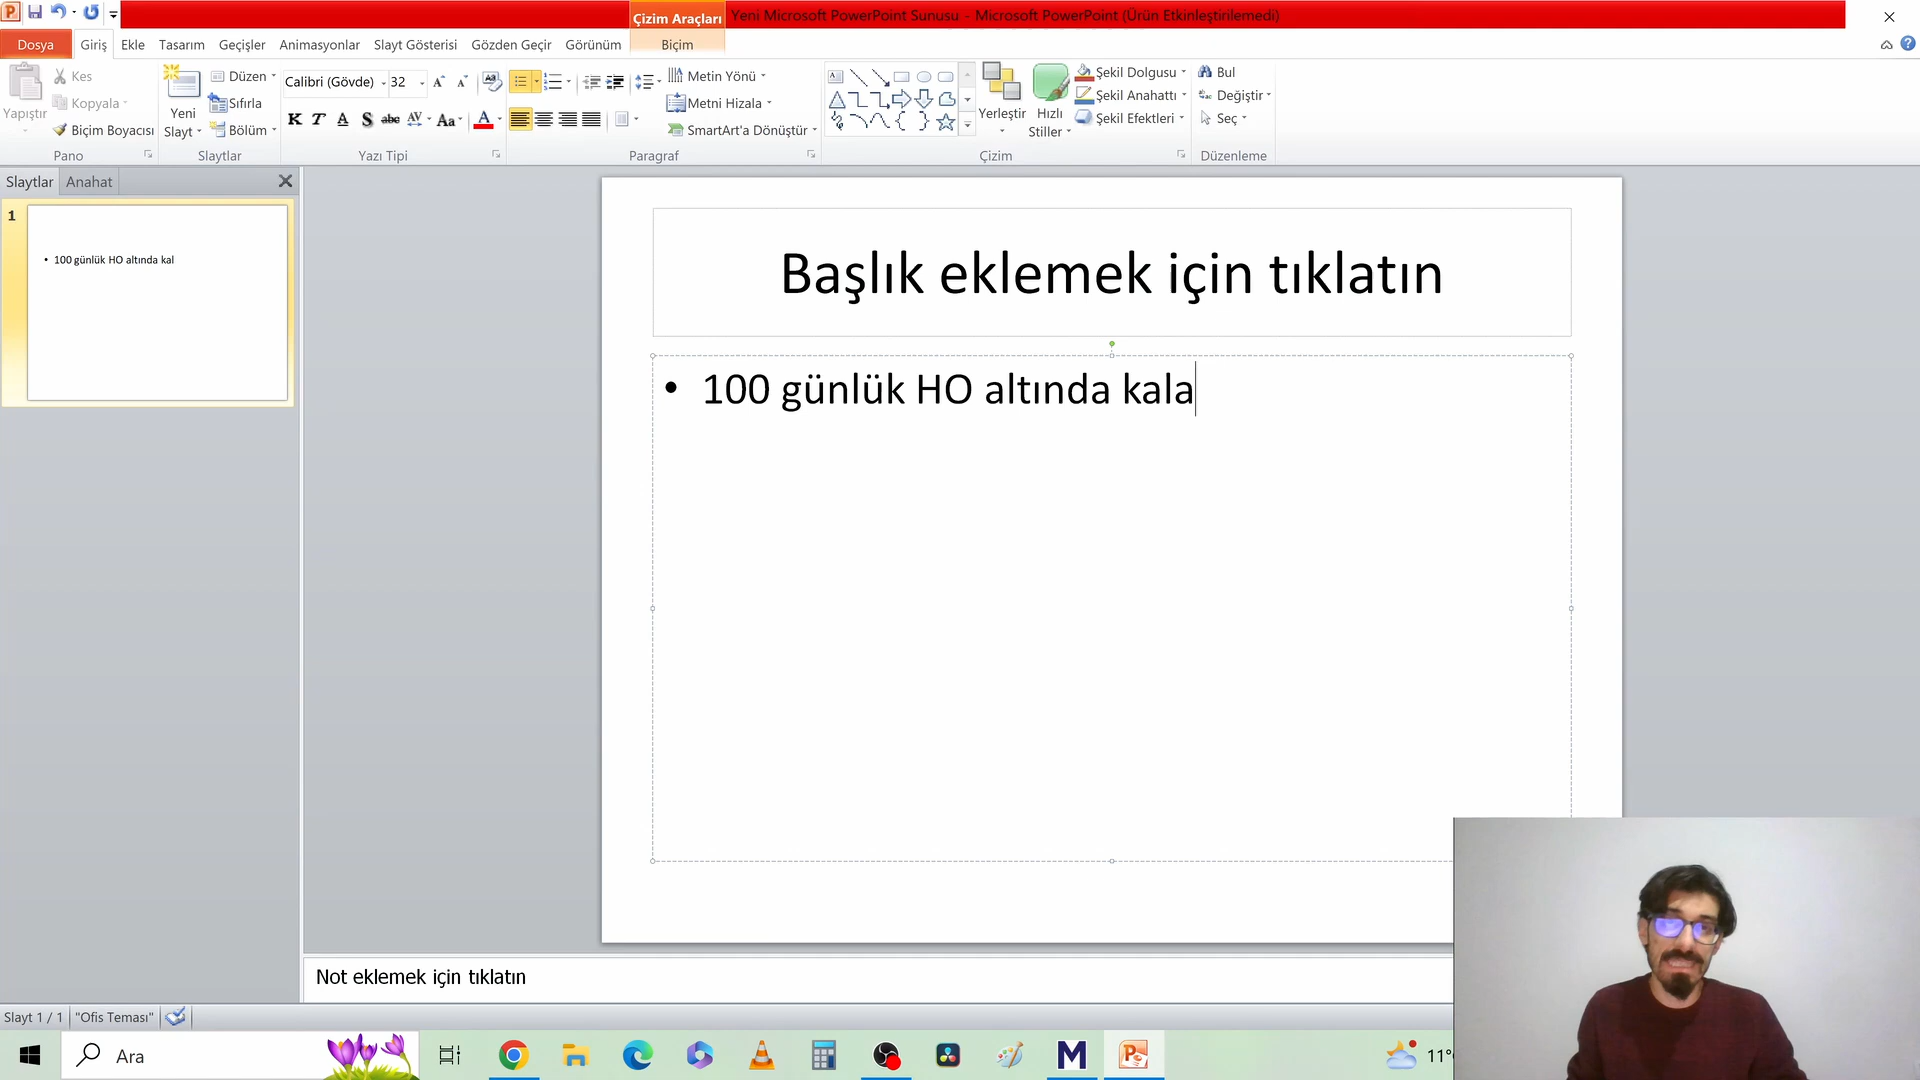 Çizim Araçları
Yeni Microsoft PowerPoint Sunusu - Microsoft PowerPoint (Ürün Etkinleştirilemedi)
Dosya
Giriş
Ekle
Tasarım
Geçişler
Animasyonlar
Slayt Gösterisi
Gözden Geçir
Görünüm
Biçim
Yapıştır
Kes
Kopyala
Biçim Boyacısı
Pano
Yeni
Slayt
Düzen
Sıfırla
Bölüm
Slaytlar
Calibri (Gövde)
32
K T A S abc AV Aa A
Yazı Tipi
Metin Yönü
Metni Hizala
SmartArt'a Dönüştür
Paragraf
Yerleştir
Hızlı
Stiller
Şekil Dolgusu
Şekil Anahattı
Şekil Efektleri
Çizim
Bul
Değiştir
Seç
Düzenleme
Slaytlar
Anahat
1
• 100 günlük HO altında kal
Başlık eklemek için tıklatın
• 100 günlük HO altında kala
Not eklemek için tıklatın
Slayt 1 / 1
"Ofis Teması"
Ara
11°